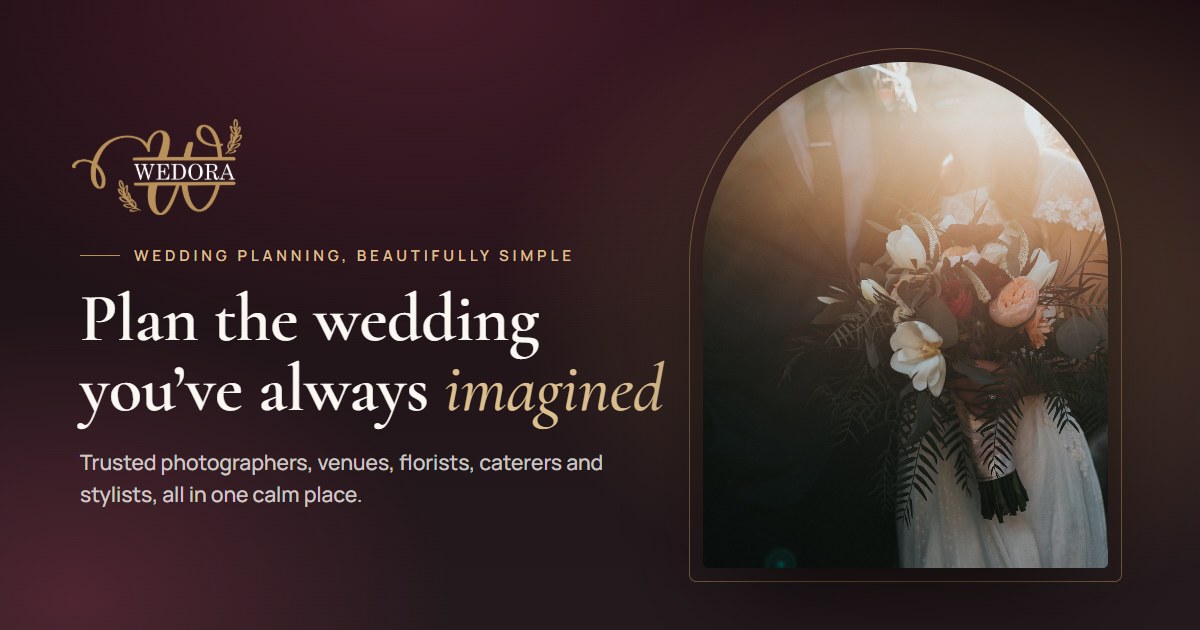 WEDORA
WEDDING PLANNING, BEAUTIFULLY SIMPLE
Plan the wedding
you’ve always imagined
Trusted photographers, venues, florists, caterers and
stylists, all in one calm place.